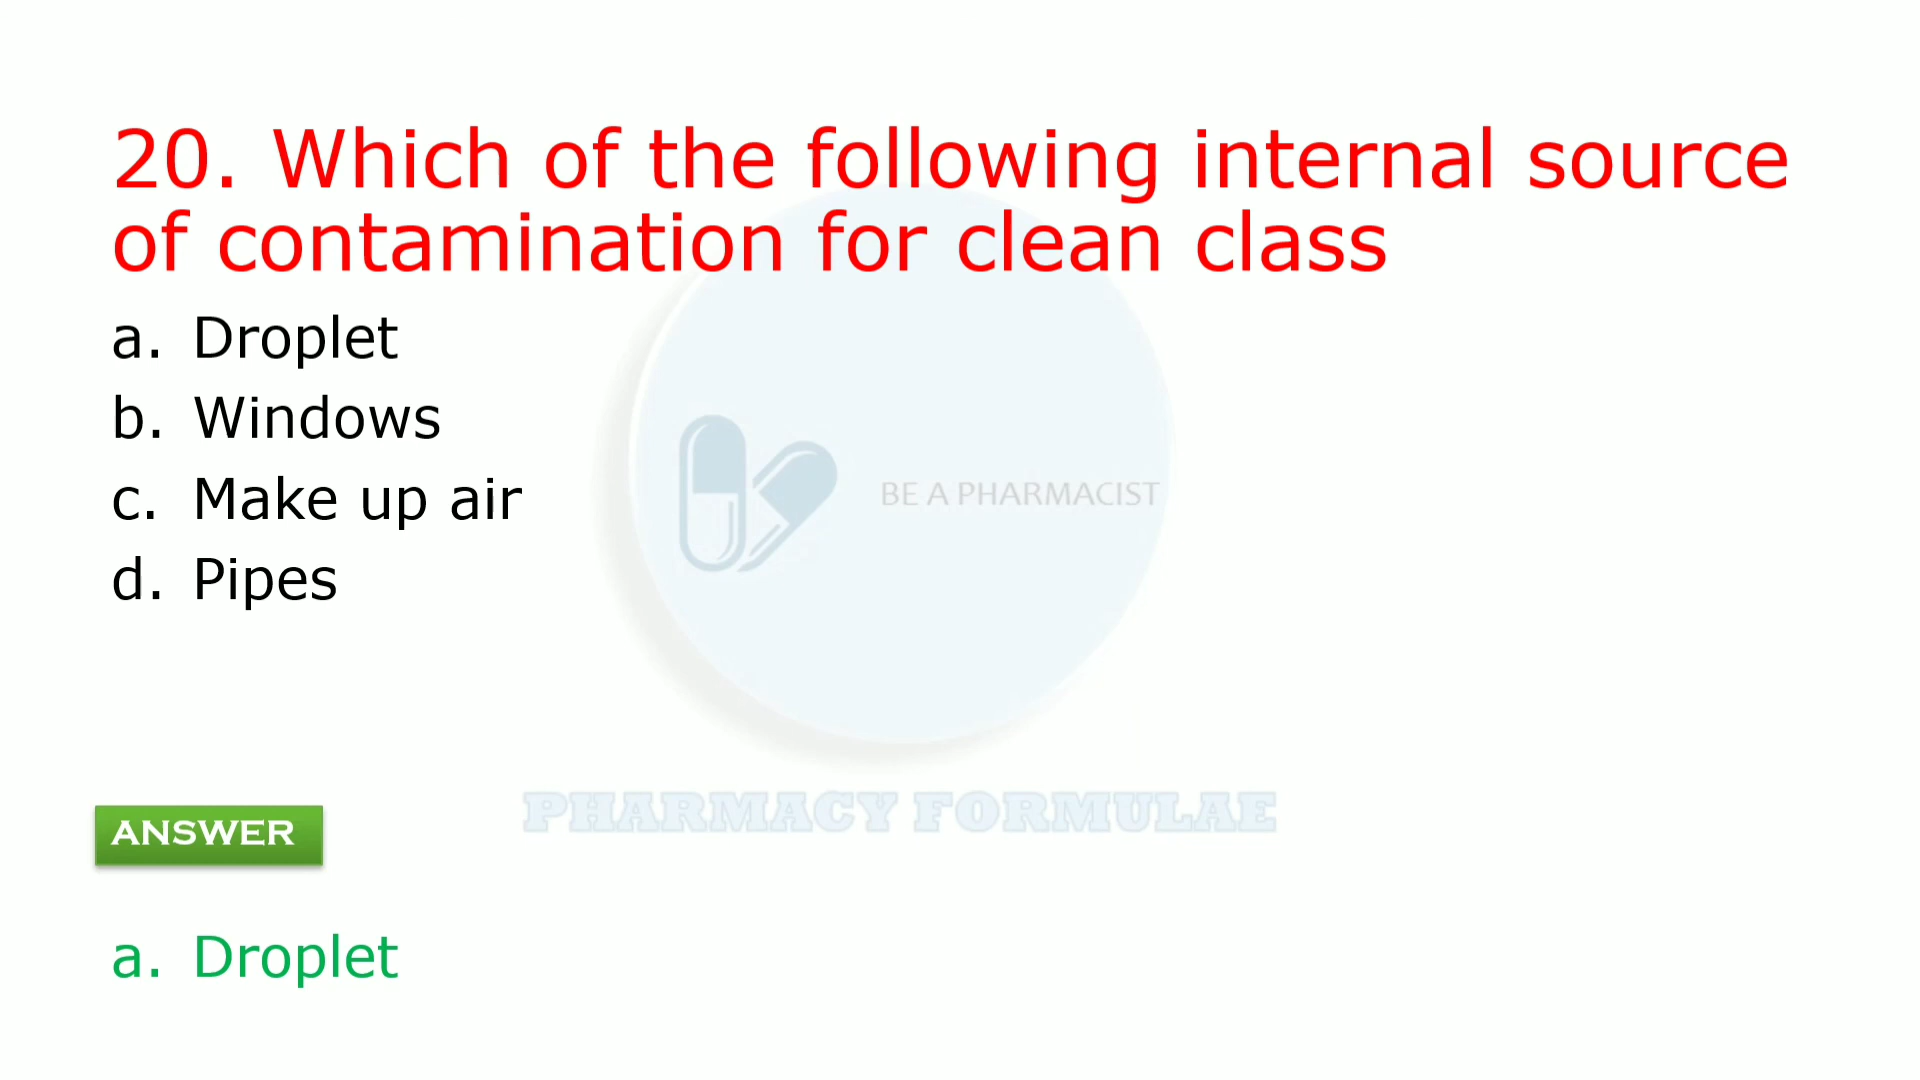 20. Which of the following internal source
of contamination for clean class
a. Droplet
b. Windows
c. Make up air
d. Pipes
BE A PHARMACIST
PHARMACY FORMULAE
ANSWER
a. Droplet